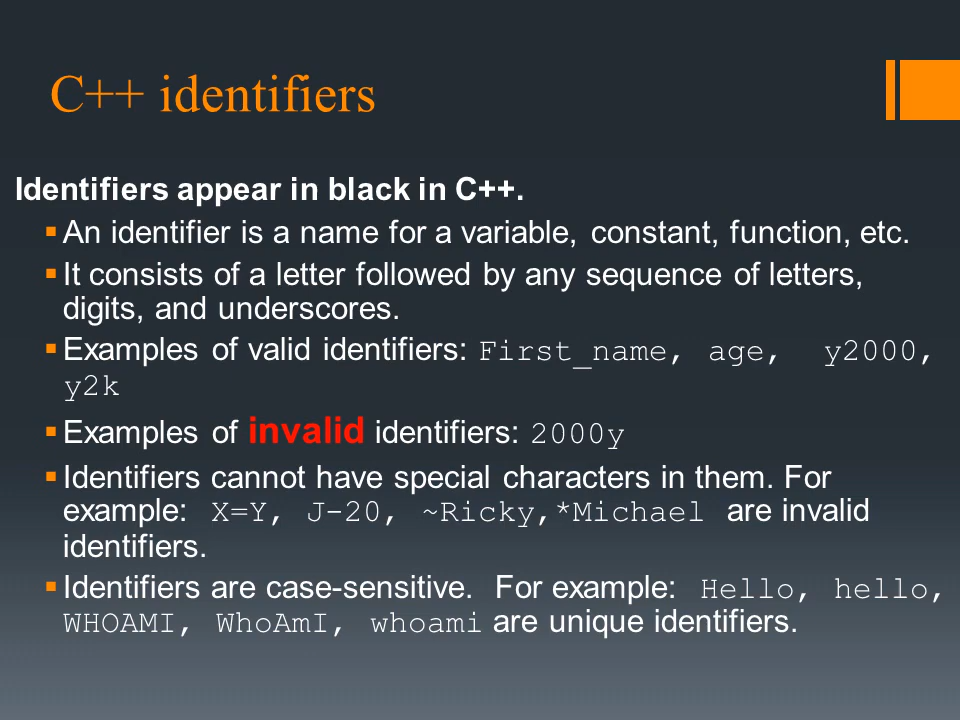 C++ identifiers
Identifiers appear in black in C++.
An identifier is a name for a variable, constant, function, etc.
It consists of a letter followed by any sequence of letters,
digits, and underscores.
Examples of valid identifiers: First_name, age, y2000,
y2k
Examples of invalid identifiers: 2000y
Identifiers cannot have special characters in them. For
example: X=Y, J-20, ~Ricky,*Michael are invalid
identifiers.
Identifiers are case-sensitive. For example: Hello, hello,
WHOAMI, WhoAmI, whoami are unique identifiers.